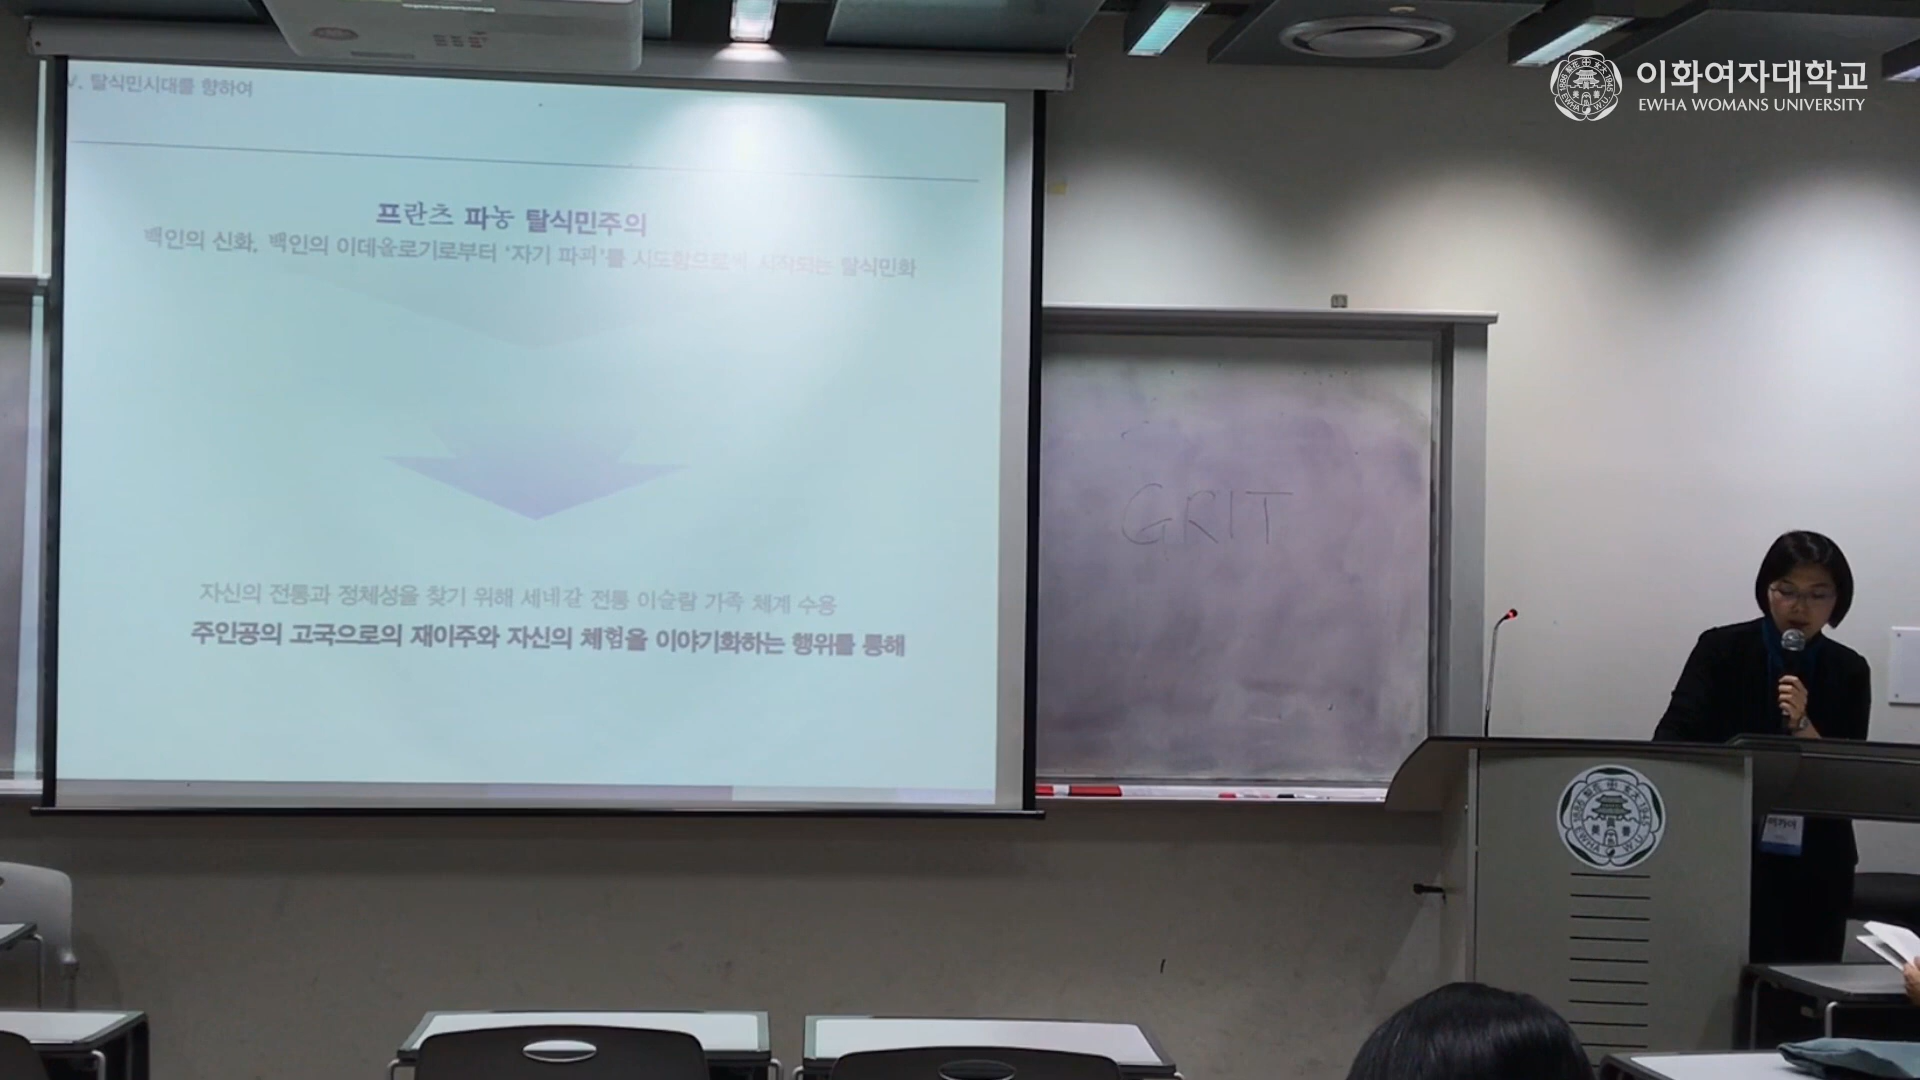 이화여자대학교
EWHA WOMANS UNIVERSITY
Ⅴ. 탈식민시대를 향하여
프란츠 파농 탈식민주의
백인의 신화, 백인의 이데올로기로부터 '자기 파괴'를 시도함으로써 시작되는 탈식민화
자신의 전통과 정체성을 찾기 위해 세네갈 전통 이슬람 가족 체계 수용
주인공의 고국으로의 재이주와 자신의 체험을 이야기화하는 행위를 통해
GRIT
EWHA W.U.
1886
1945